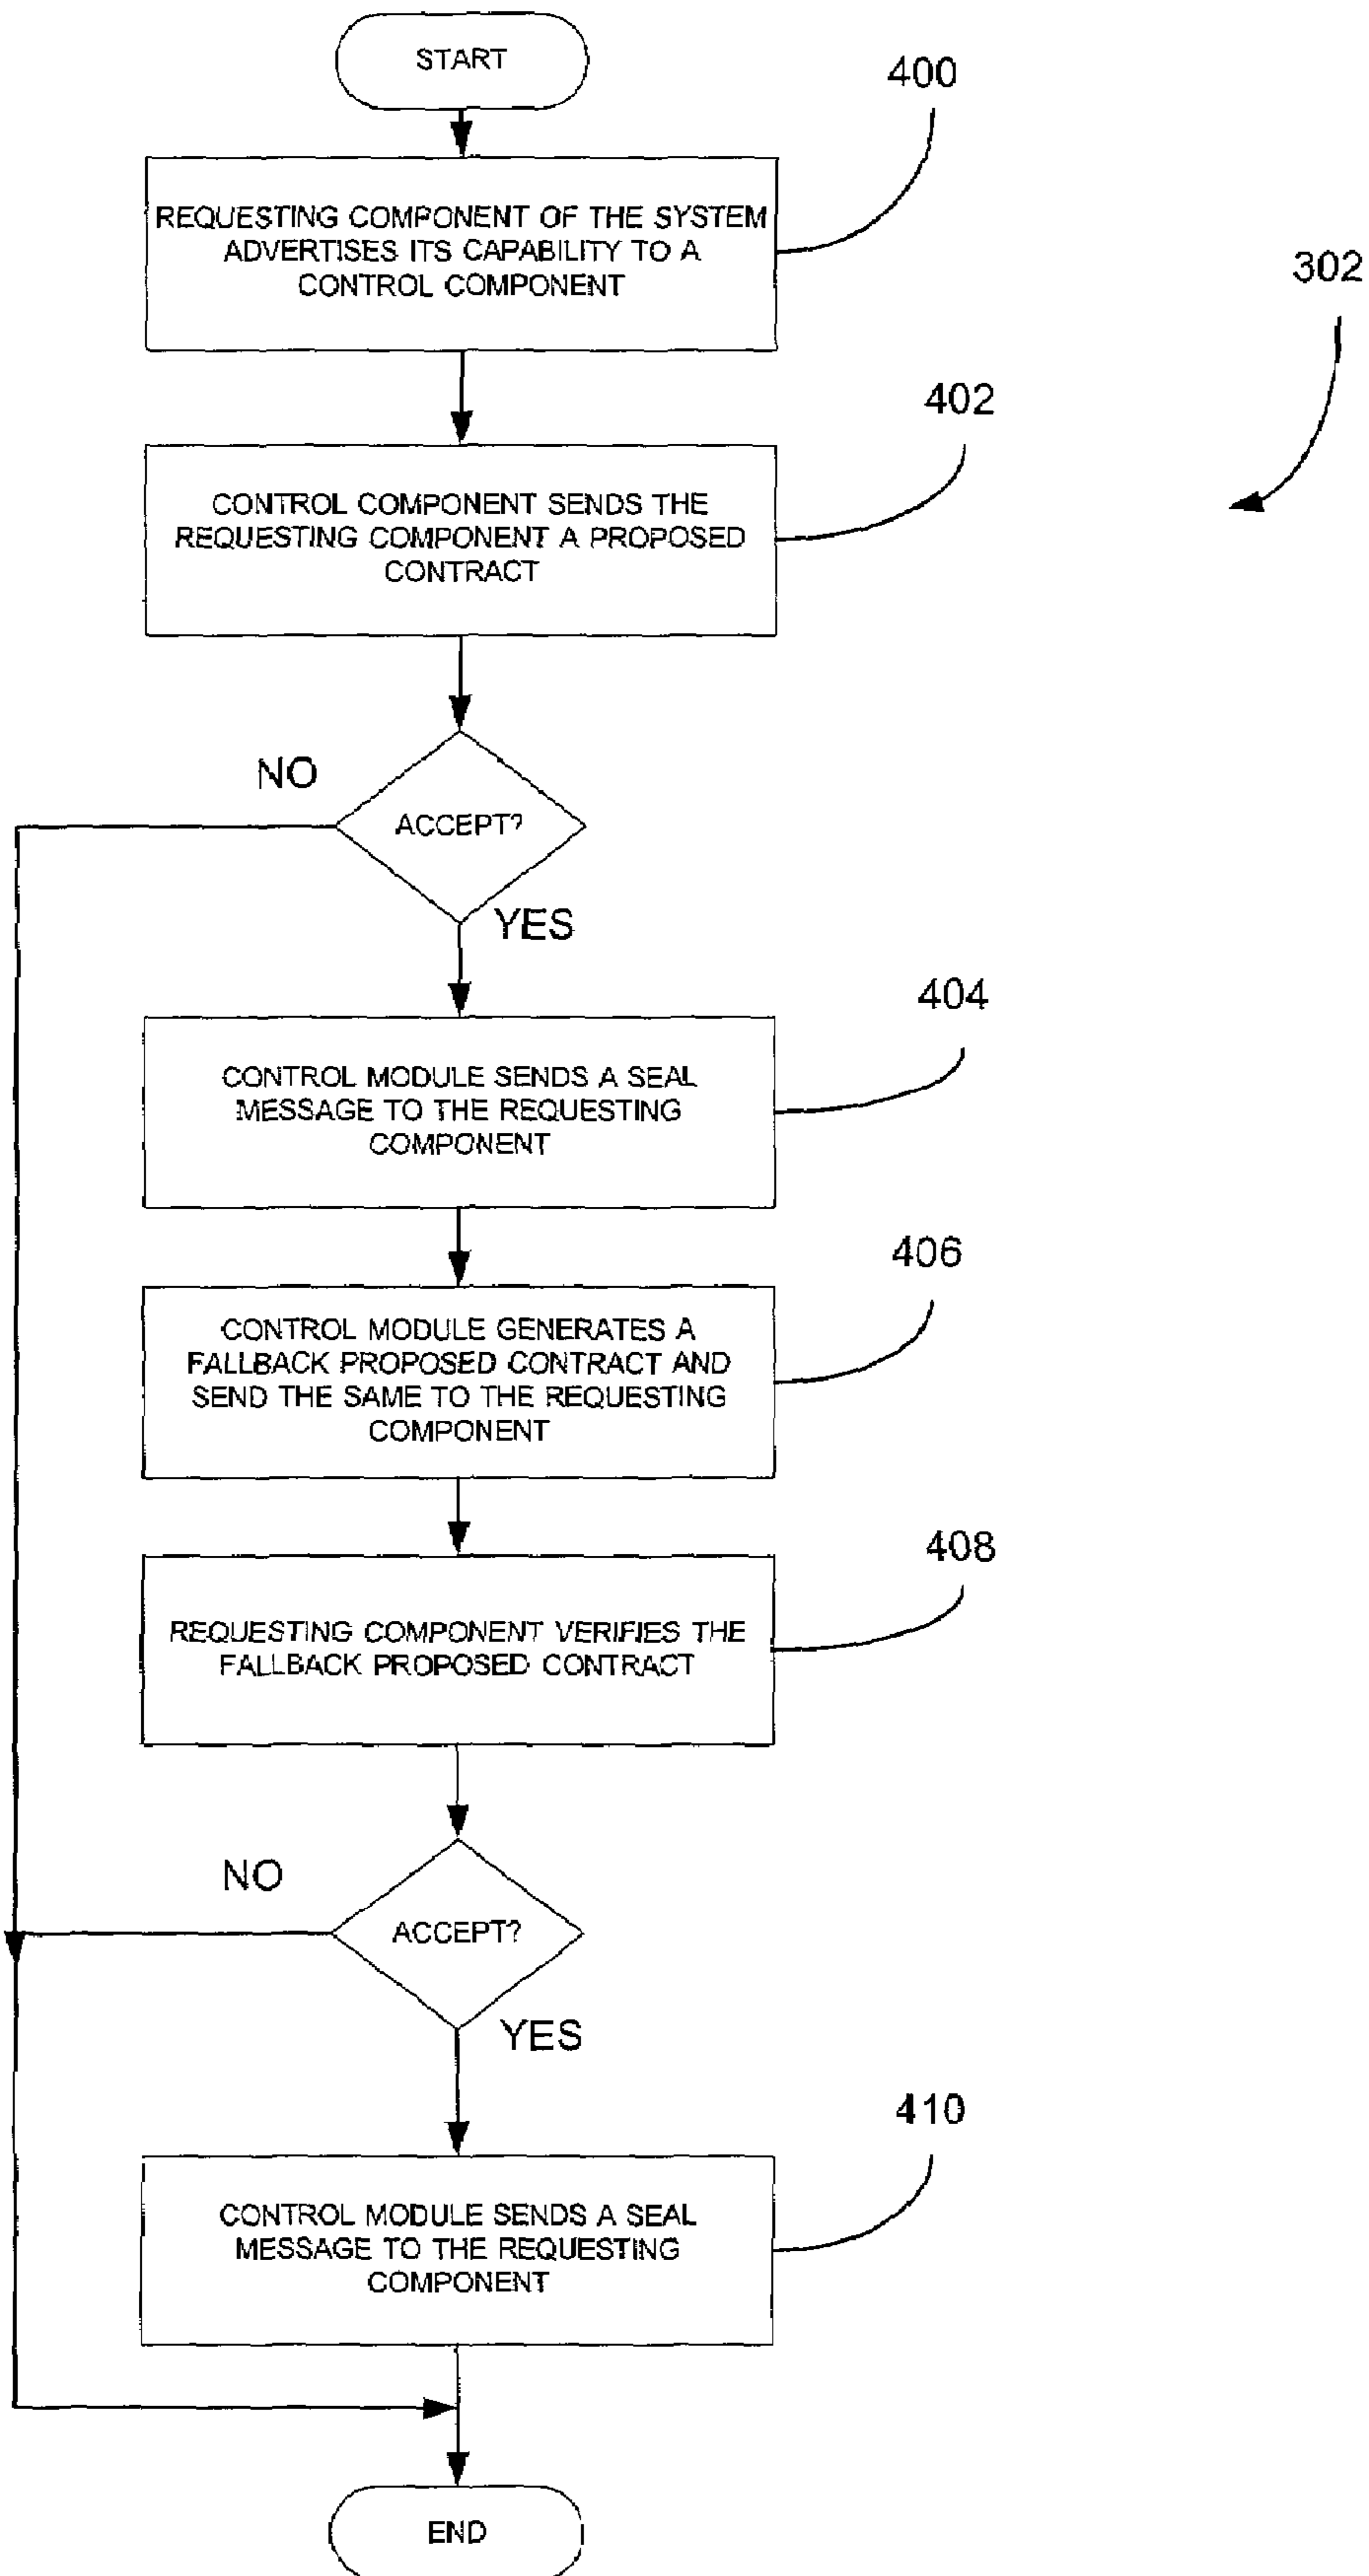 START
400
REQUESTING COMPONENT OF THE SYSTEM
ADVERTISES ITS CAPABILITY TO A
CONTROL COMPONENT
302
402
CONTROL COMPONENT SENDS THE
REQUESTING COMPONENT A PROPOSED
CONTRACT
NO
ACCEPT?
YES
404
CONTROL MODULE SENDS A SEAL
MESSAGE TO THE REQUESTING
COMPONENT
406
CONTROL MODULE GENERATES A
FALLBACK PROPOSED CONTRACT AND
SEND THE SAME TO THE REQUESTING
COMPONENT
408
REQUESTING COMPONENT VERIFIES THE
FALLBACK PROPOSED CONTRACT
NO
ACCEPT?
YES
410
CONTROL MODULE SENDS A SEAL
MESSAGE TO THE REQUESTING
COMPONENT
END